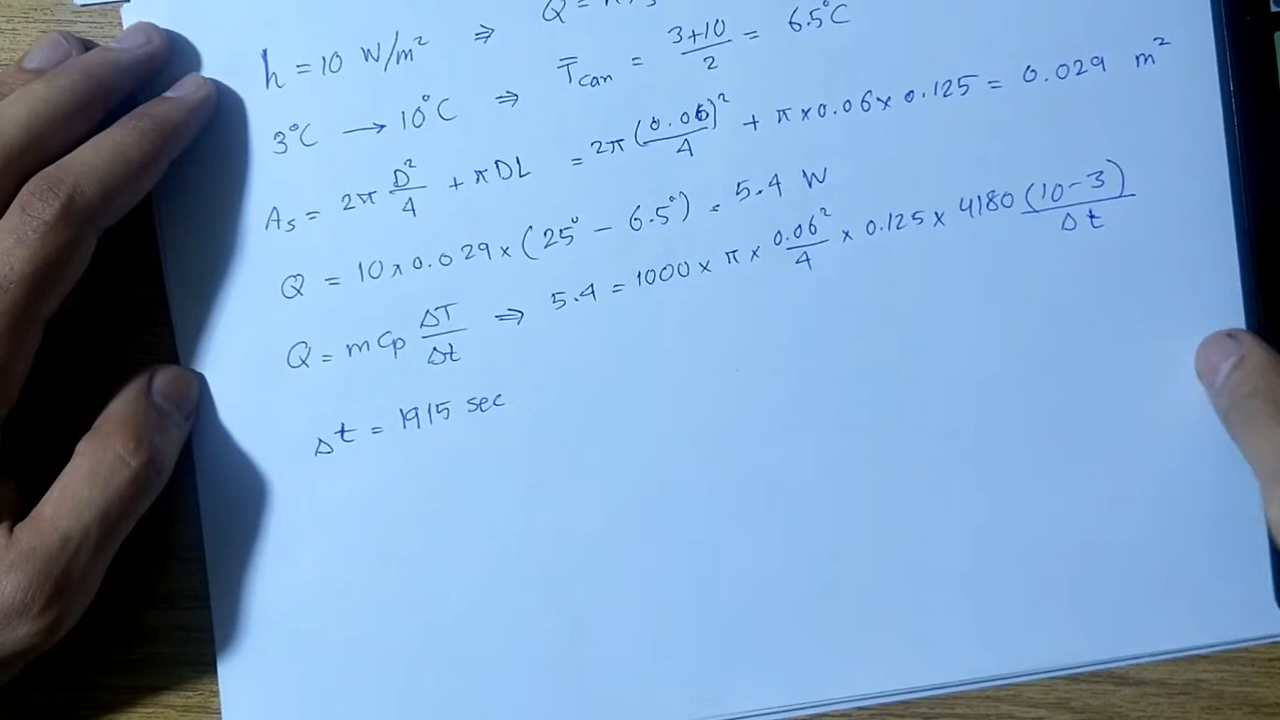 Q =
h = 10 W/m² ⇒
3°C → 10°C ⇒ T̄can = (3+10)/2 = 6.5°C
As = 2π D²/4 + πDL = 2π (0.06)²/4 + π × 0.06 × 0.125 = 0.029 m²
Q = 10 × 0.029 × (25° − 6.5°) = 5.4 W
Q = m Cp ΔT/Δt ⇒ 5.4 = 1000 × π × 0.06²/4 × 0.125 × 4180 (10−3)/Δt
Δt = 1915 sec